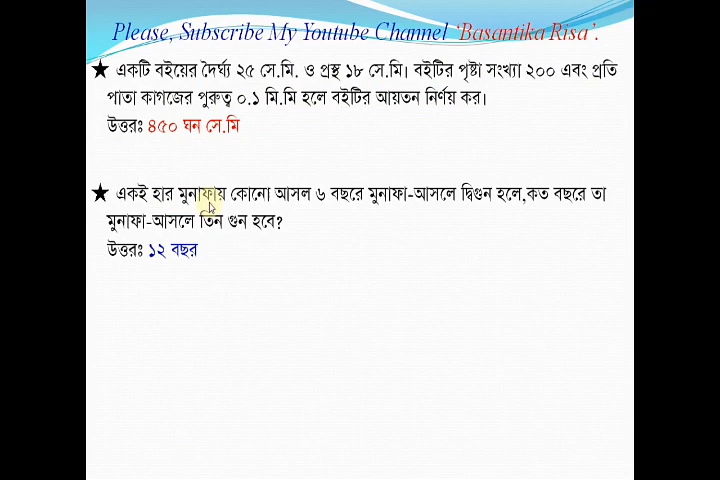 Please, Subscribe My Youtube Channel ‘Basantika Risa’.
★ একটি বইয়ের দৈর্ঘ্য ২৫ সে.মি. ও প্রস্থ ১৮ সে.মি। বইটির পৃষ্টা সংখ্যা ২০০ এবং প্রতি
পাতা কাগজের পুরুত্ব ০.১ মি.মি হলে বইটির আয়তন নির্ণয় কর।
উত্তরঃ ৪৫০ ঘন সে.মি
★ একই হার মুনাফায় কোনো আসল ৬ বছরে মুনাফা-আসলে দ্বিগুন হলে,কত বছরে তা
মুনাফা-আসলে তিন গুন হবে?
উত্তরঃ ১২ বছর